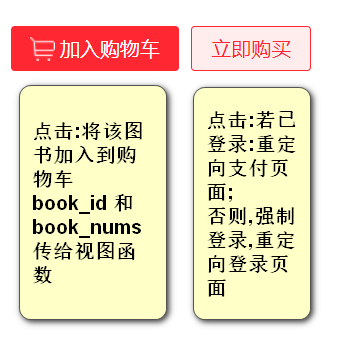 加入购物车
立即购买
点击:将该图
书加入到购
物车
book_id 和
book_nums
传给视图函
数
点击:若已
登录:重定
向支付页
面;
否则,强制
登录,重定
向登录页
面